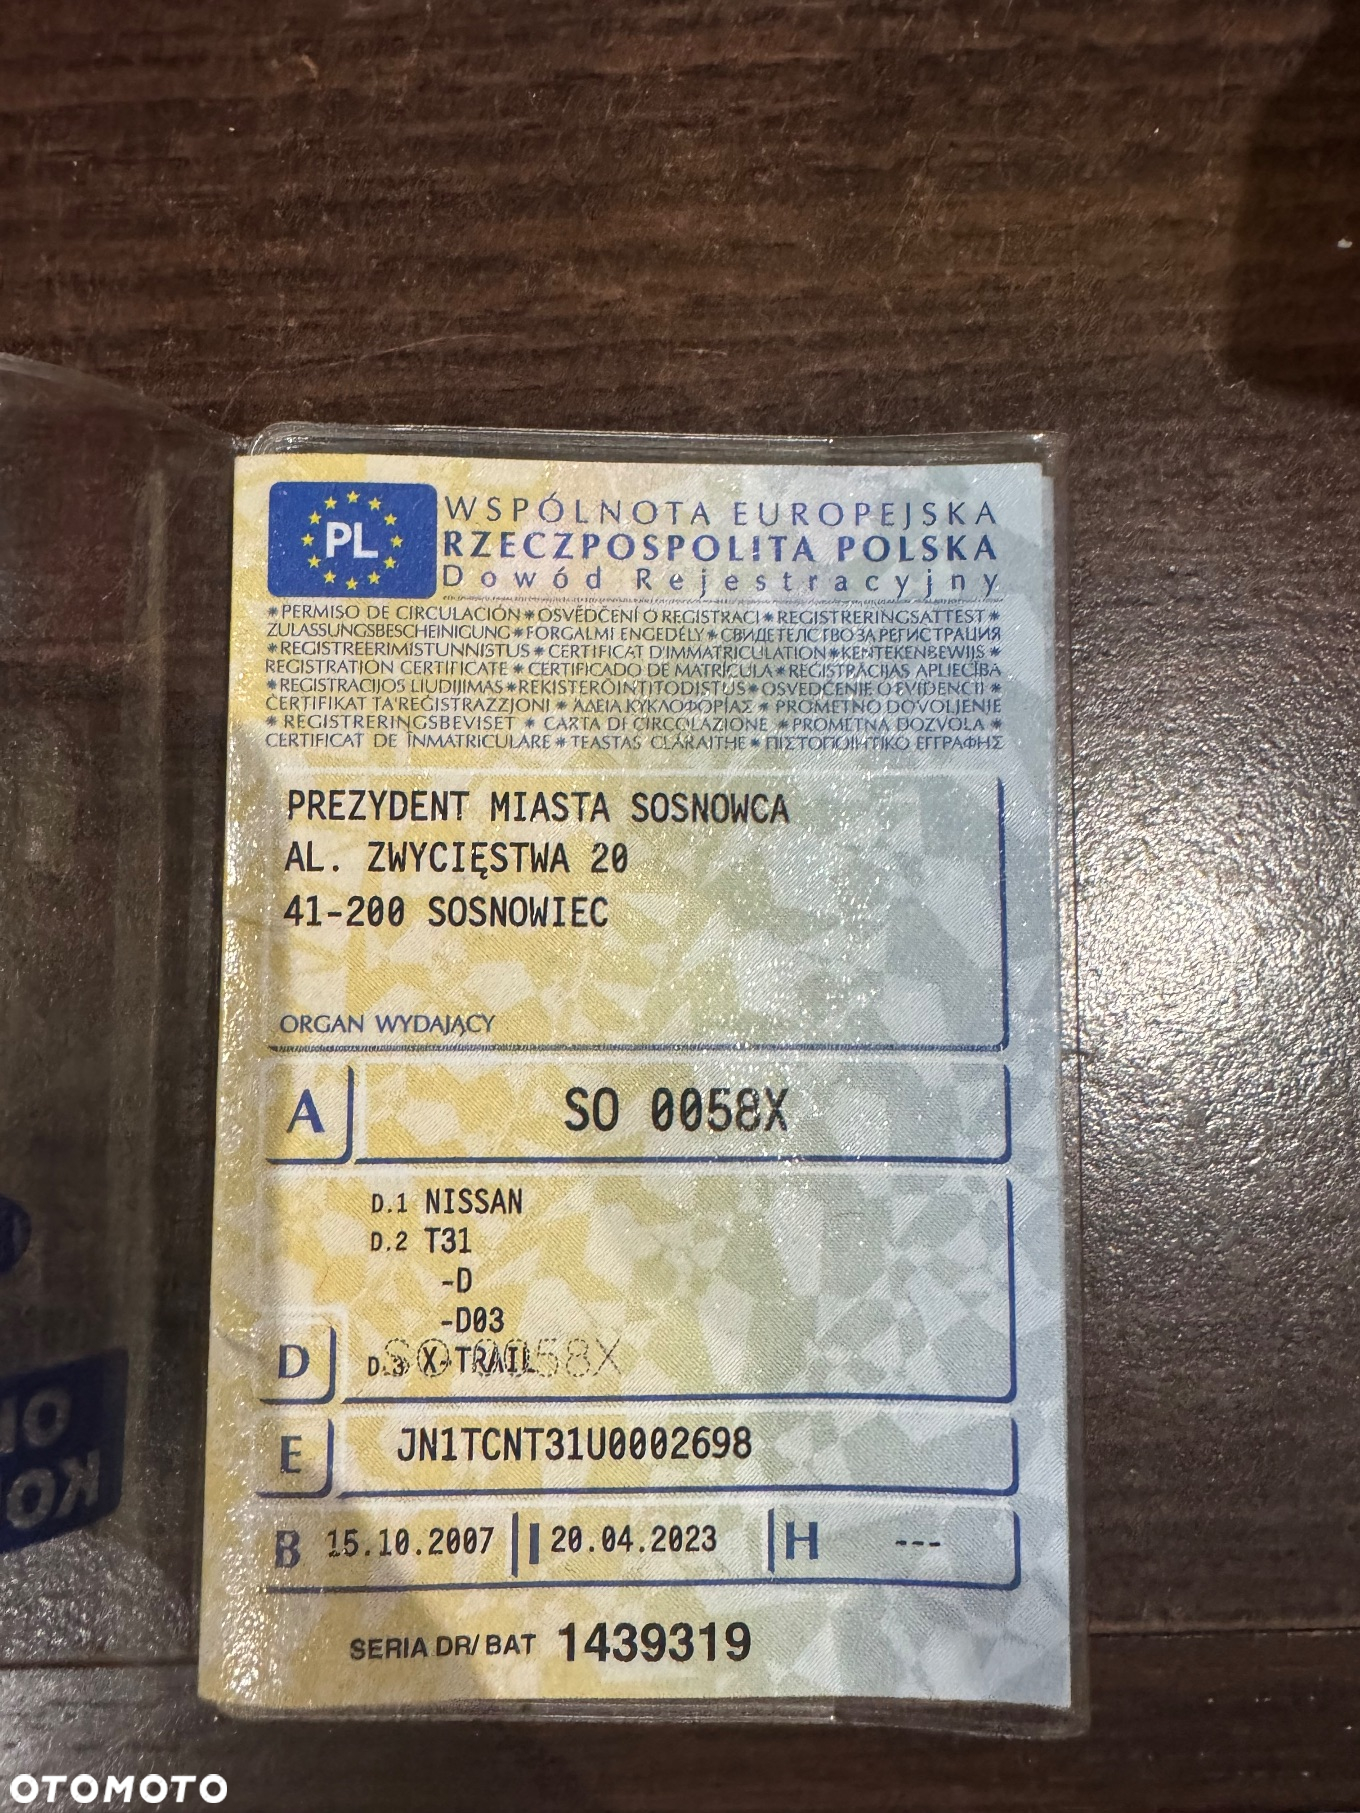 PL
WSPÓLNOTA EUROPEJSKA
RZECZPOSPOLITA POLSKA
Dowód Rejestracyjny
*PERMISO DE CIRCULACIÓN*OSVĚDČENÍ O REGISTRACI*REGISTRERINGSATTEST*
ZULASSUNGSBESCHEINIGUNG*FORGALMI ENGEDÉLY*СВИДЕТЕЛСТВО ЗА РЕГИСТРАЦИЯ
*REGISTREERIMISTUNNISTUS*CERTIFICAT D'IMMATRICULATION*KENTEKENBEWIJS*
REGISTRATION CERTIFICATE*CERTIFICADO DE MATRÍCULA*REĢISTRĀCIJAS APLIECĪBA
*REGISTRACIJOS LIUDIJIMAS*REKISTERÖINTITODISTUS*OSVEDČENIE O EVIDENCII*
ĊERTIFIKAT TA'REĠISTRAZZJONI*ΑΔΕΙΑ ΚΥΚΛΟΦΟΡΙΑΣ*PROMETNO DOVOLJENJE
*REGISTRERINGSBEVISET*CARTA DI CIRCOLAZIONE*PROMETNA DOZVOLA*
CERTIFICAT DE ÎNMATRICULARE*TEASTAS CLÁRAITHE*ΠΙΣΤΟΠΟΙΗΤΙΚΟ ΕΓΓΡΑΦΗΣ
PREZYDENT MIASTA SOSNOWCA
AL. ZWYCIĘSTWA 20
41-200 SOSNOWIEC
ORGAN WYDAJĄCY
A SO 0058X
D.1 NISSAN
D.2 T31
-D
-D03
D D.3 X-TRAIL
SO 0058X
E JN1TCNT31U0002698
B 15.10.2007 I 20.04.2023 H ---
SERIA DR/BAT 1439319
OTOMOTO